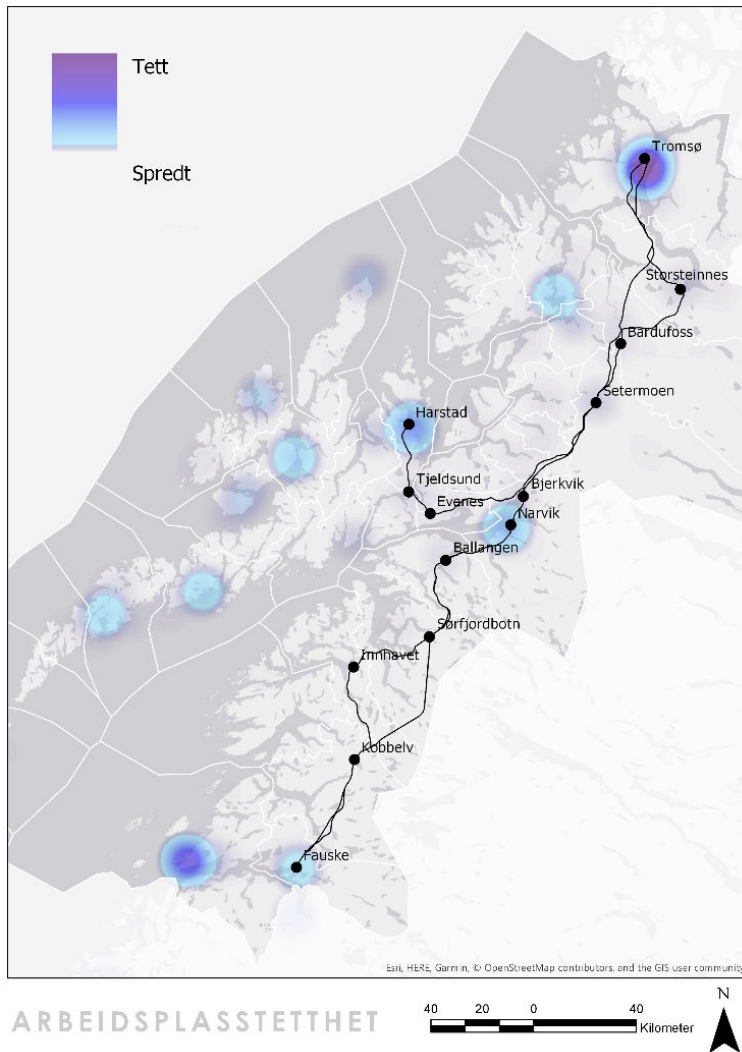 Tett
Spredt
Tromsø
Storsteinnes
Bardufoss
Setermoen
Harstad
Tjeldsund
Evenes
Bjerkvik
Narvik
Ballangen
Sørfjordbotn
Innhavet
Kobbelv
Fauske
Esri, HERE, Garmin, © OpenStreetMap contributors, and the GIS user community
ARBEIDSPLASSTETTHET
40 20 0 40
Kilometer
N